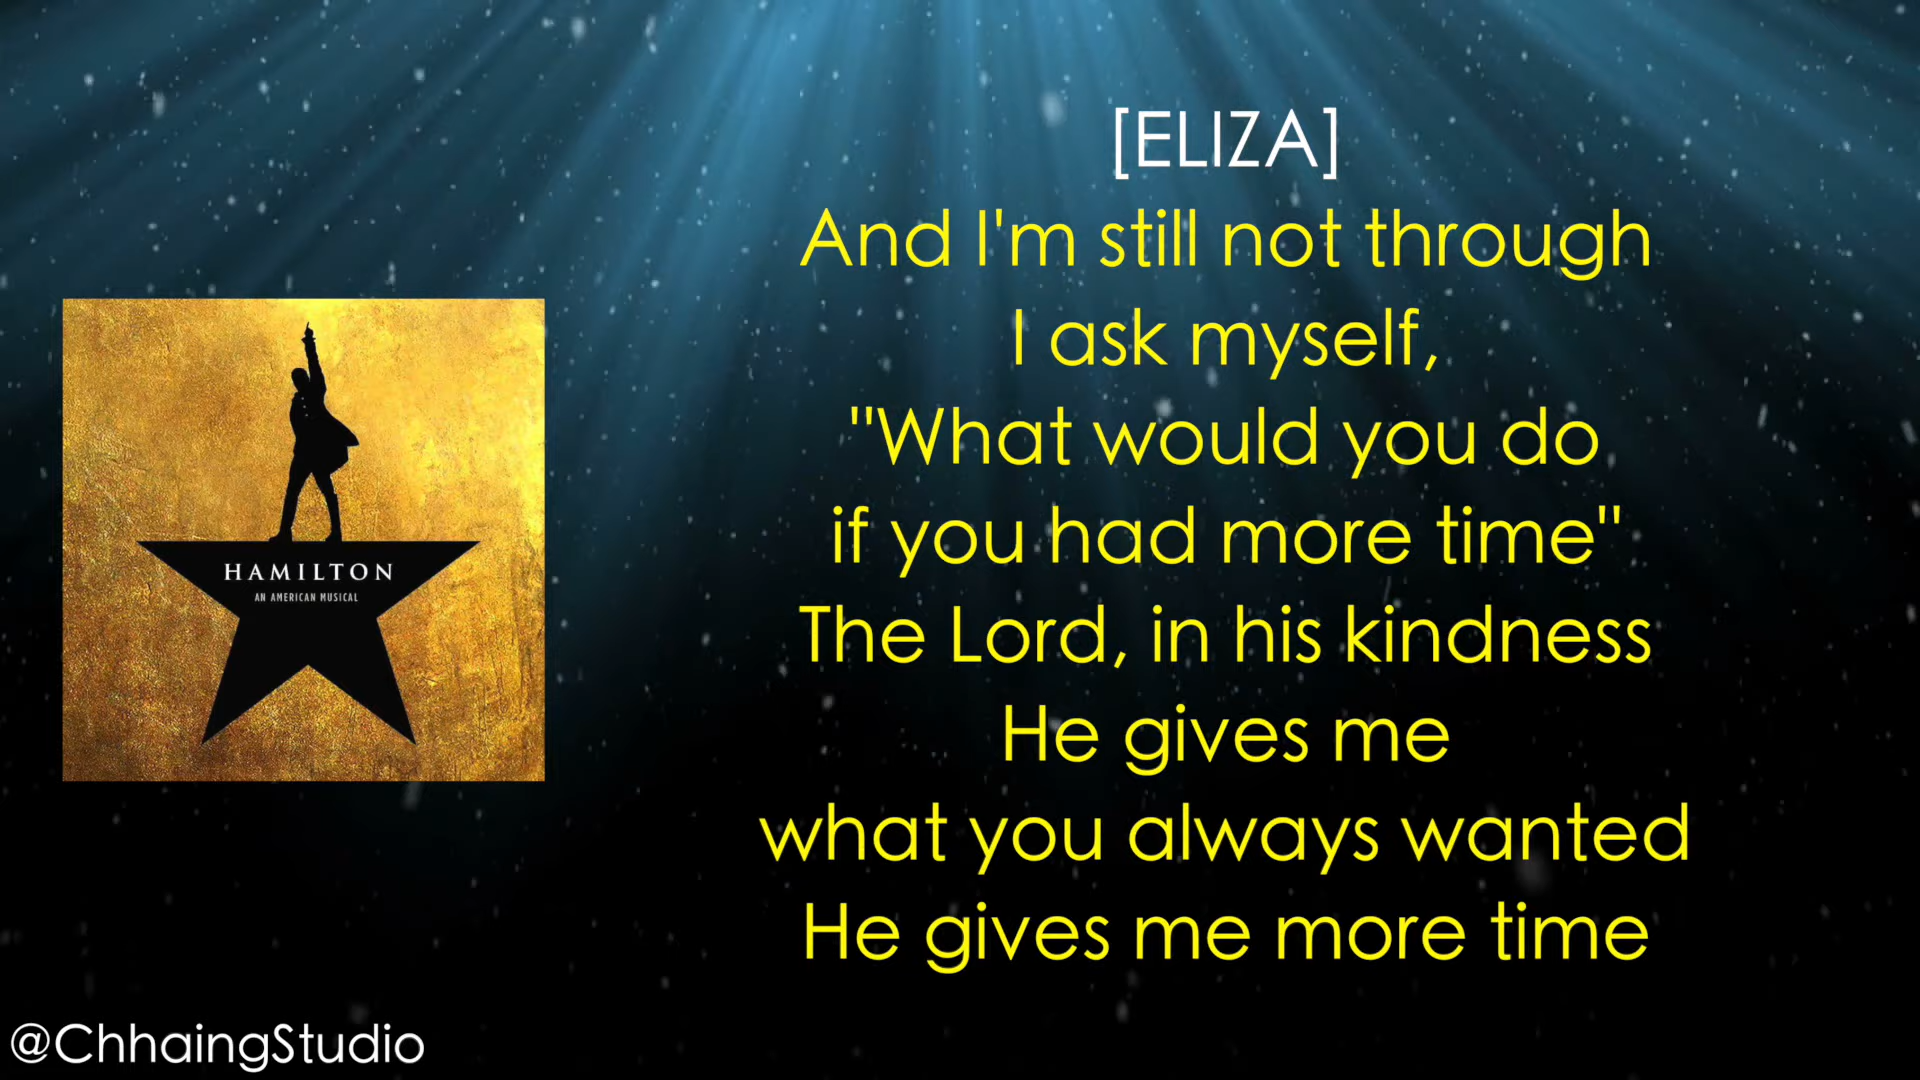 [ELIZA]
And I'm still not through
I ask myself,
"What would you do
if you had more time"
The Lord, in his kindness
He gives me
what you always wanted
He gives me more time
HAMILTON
AN AMERICAN MUSICAL
@ChhaingStudio